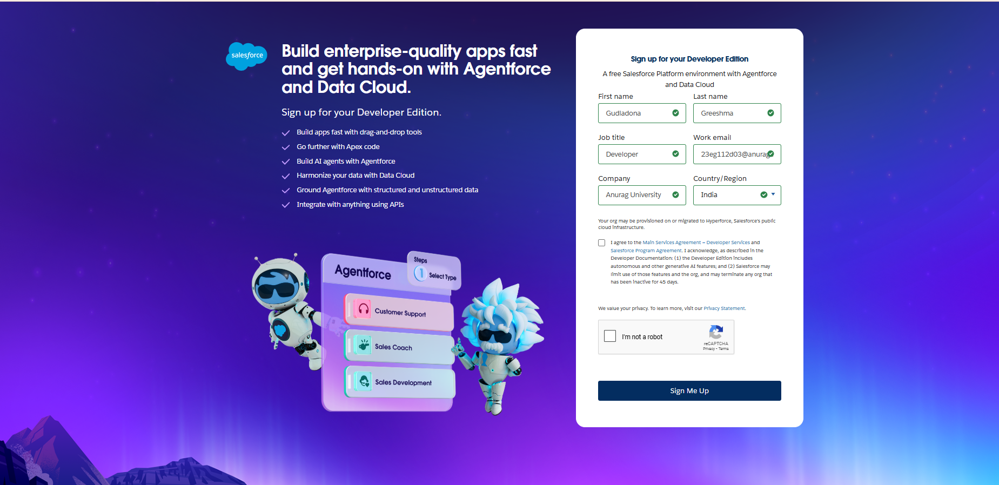 salesforce
Build enterprise-quality apps fast
and get hands-on with Agentforce
and Data Cloud.
Sign up for your Developer Edition.
Build apps fast with drag-and-drop tools
Go further with Apex code
Build AI agents with Agentforce
Harmonize your data with Data Cloud
Ground Agentforce with structured and unstructured data
Integrate with anything using APIs
Agentforce
Steps
1 Select Type
Customer Support
Sales Coach
Sales Development
Sign up for your Developer Edition
A free Salesforce Platform environment with Agentforce
and Data Cloud
First name Last name
Gudladona Greeshma
Job title Work email
Developer 23eg112d03@anurag
Company Country/Region
Anurag University India
Your org may be provisioned on or migrated to Hyperforce, Salesforce's public
cloud infrastructure.
I agree to the Main Services Agreement – Developer Services and
Salesforce Program Agreement. I acknowledge, as described in the
Developer Documentation: (1) the Developer Edition includes
autonomous and other generative AI features; and (2) Salesforce may
limit use of those features and the org, and may terminate any org that
has been inactive for 45 days.
We value your privacy. To learn more, visit our Privacy Statement.
I'm not a robot
reCAPTCHA
Privacy - Terms
Sign Me Up